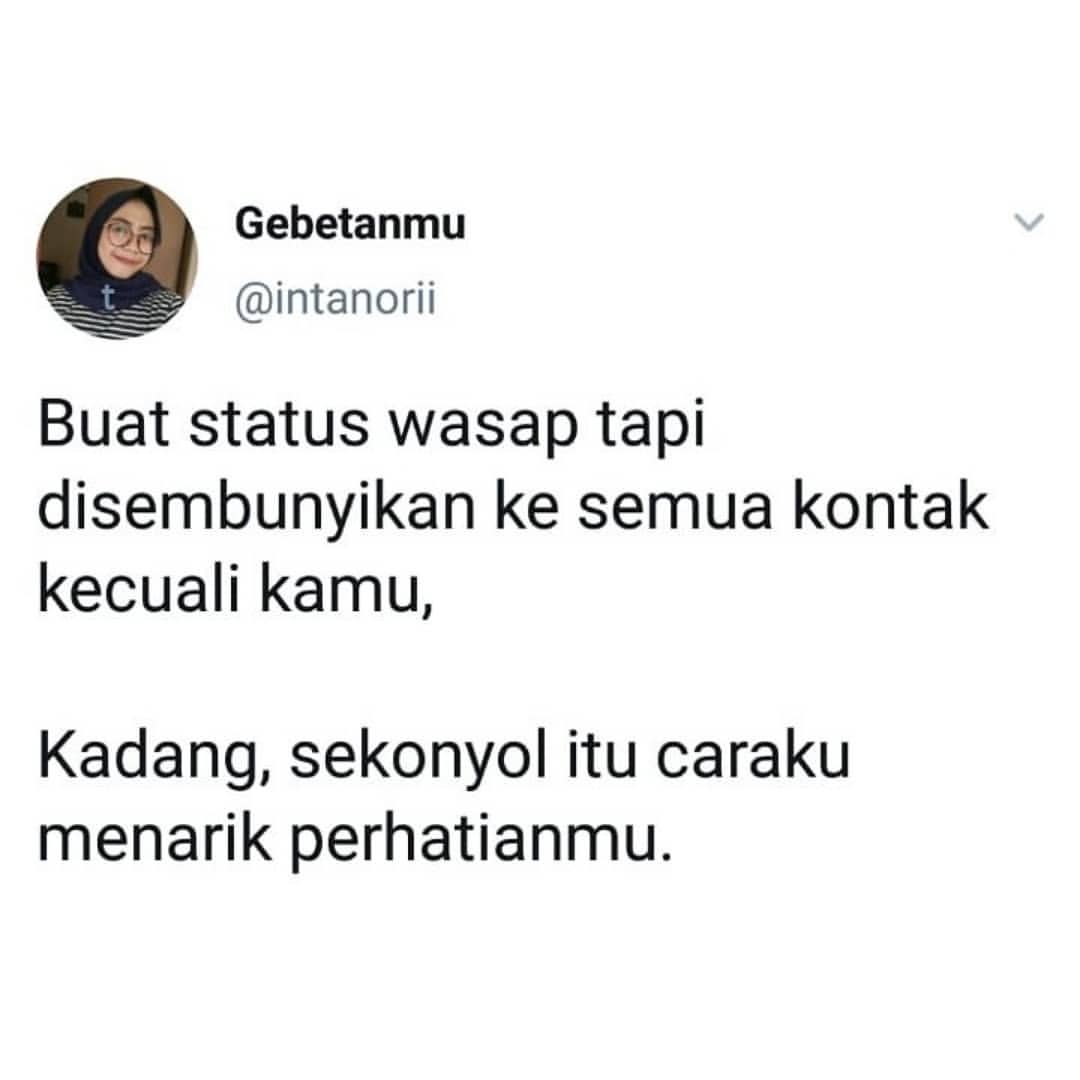 Gebetanmu
@intanorii
t
Buat status wasap tapi
disembunyikan ke semua kontak
kecuali kamu,
Kadang, sekonyol itu caraku
menarik perhatianmu.